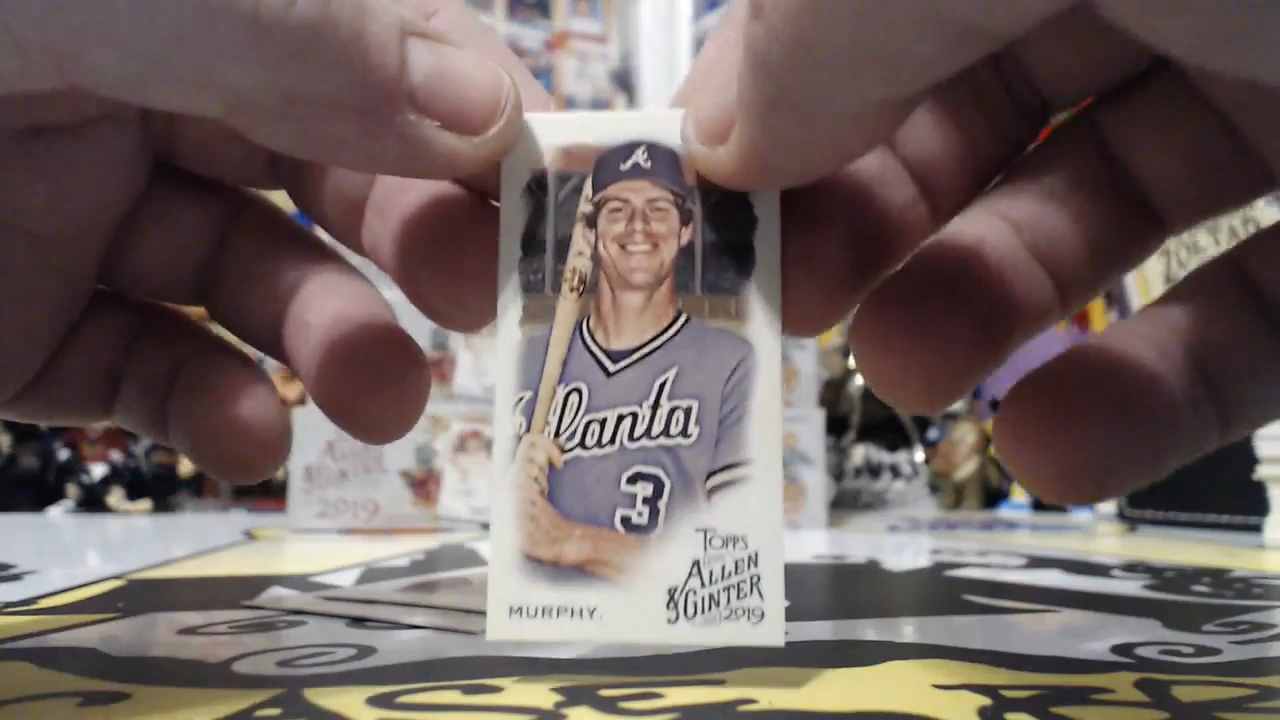 A
Atlanta
3
TOPPS
ALLEN
& GINTER
2019
MURPHY.
ALLEN
& GINTER
2019